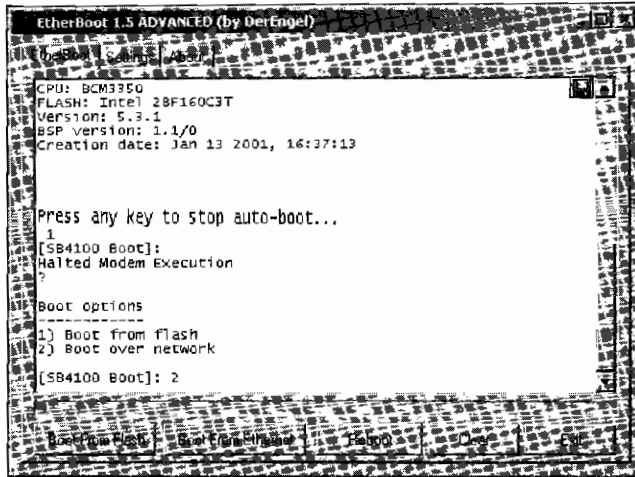 EtherBoot 1.5 ADVANCED (by DerEngel)
EtherBoot Settings About
CPU: BCM3350
FLASH: Intel 28F160C3T
Version: 5.3.1
BSP version: 1.1/0
Creation date: Jan 13 2001, 16:37:13
Press any key to stop auto-boot...
1
[SB4100 Boot]:
Halted Modem Execution
?
Boot options
------------
1) Boot from flash
2) Boot over network
[SB4100 Boot]: 2
Boot From Flash Boot From Ethernet Reboot Clear Exit